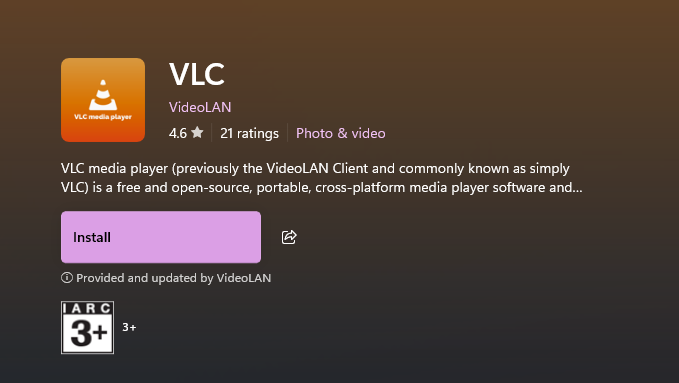 VLC media player
VLC
VideoLAN
4.6 21 ratings Photo & video
VLC media player (previously the VideoLAN Client and commonly known as simply
VLC) is a free and open-source, portable, cross-platform media player software and...
Install
Provided and updated by VideoLAN
IARC
3+ 3+